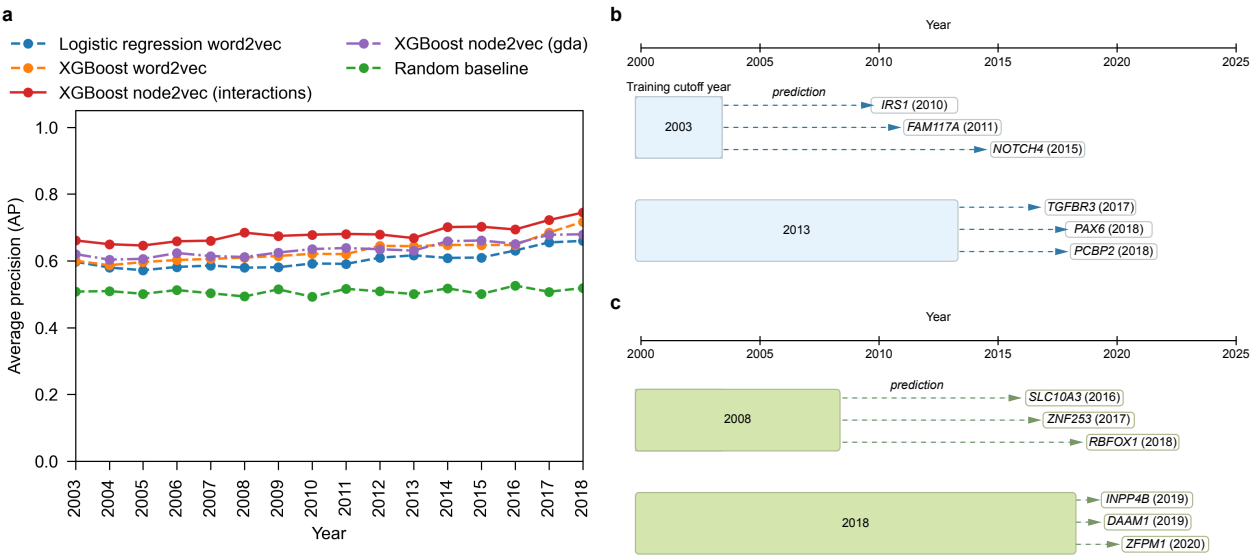 a
Logistic regression word2vec
XGBoost word2vec
XGBoost node2vec (interactions)
XGBoost node2vec (gda)
Random baseline
Average precision (AP)
1.0
0.8
0.6
0.4
0.2
0.0
2003 2004 2005 2006 2007 2008 2009 2010 2011 2012 2013 2014 2015 2016 2017 2018
Year
b
Year
2000 2005 2010 2015 2020 2025
Training cutoff year
prediction
2003
IRS1 (2010)
FAM117A (2011)
NOTCH4 (2015)
2013
TGFBR3 (2017)
PAX6 (2018)
PCBP2 (2018)
c
Year
2000 2005 2010 2015 2020 2025
prediction
2008
SLC10A3 (2016)
ZNF253 (2017)
RBFOX1 (2018)
2018
INPP4B (2019)
DAAM1 (2019)
ZFPM1 (2020)